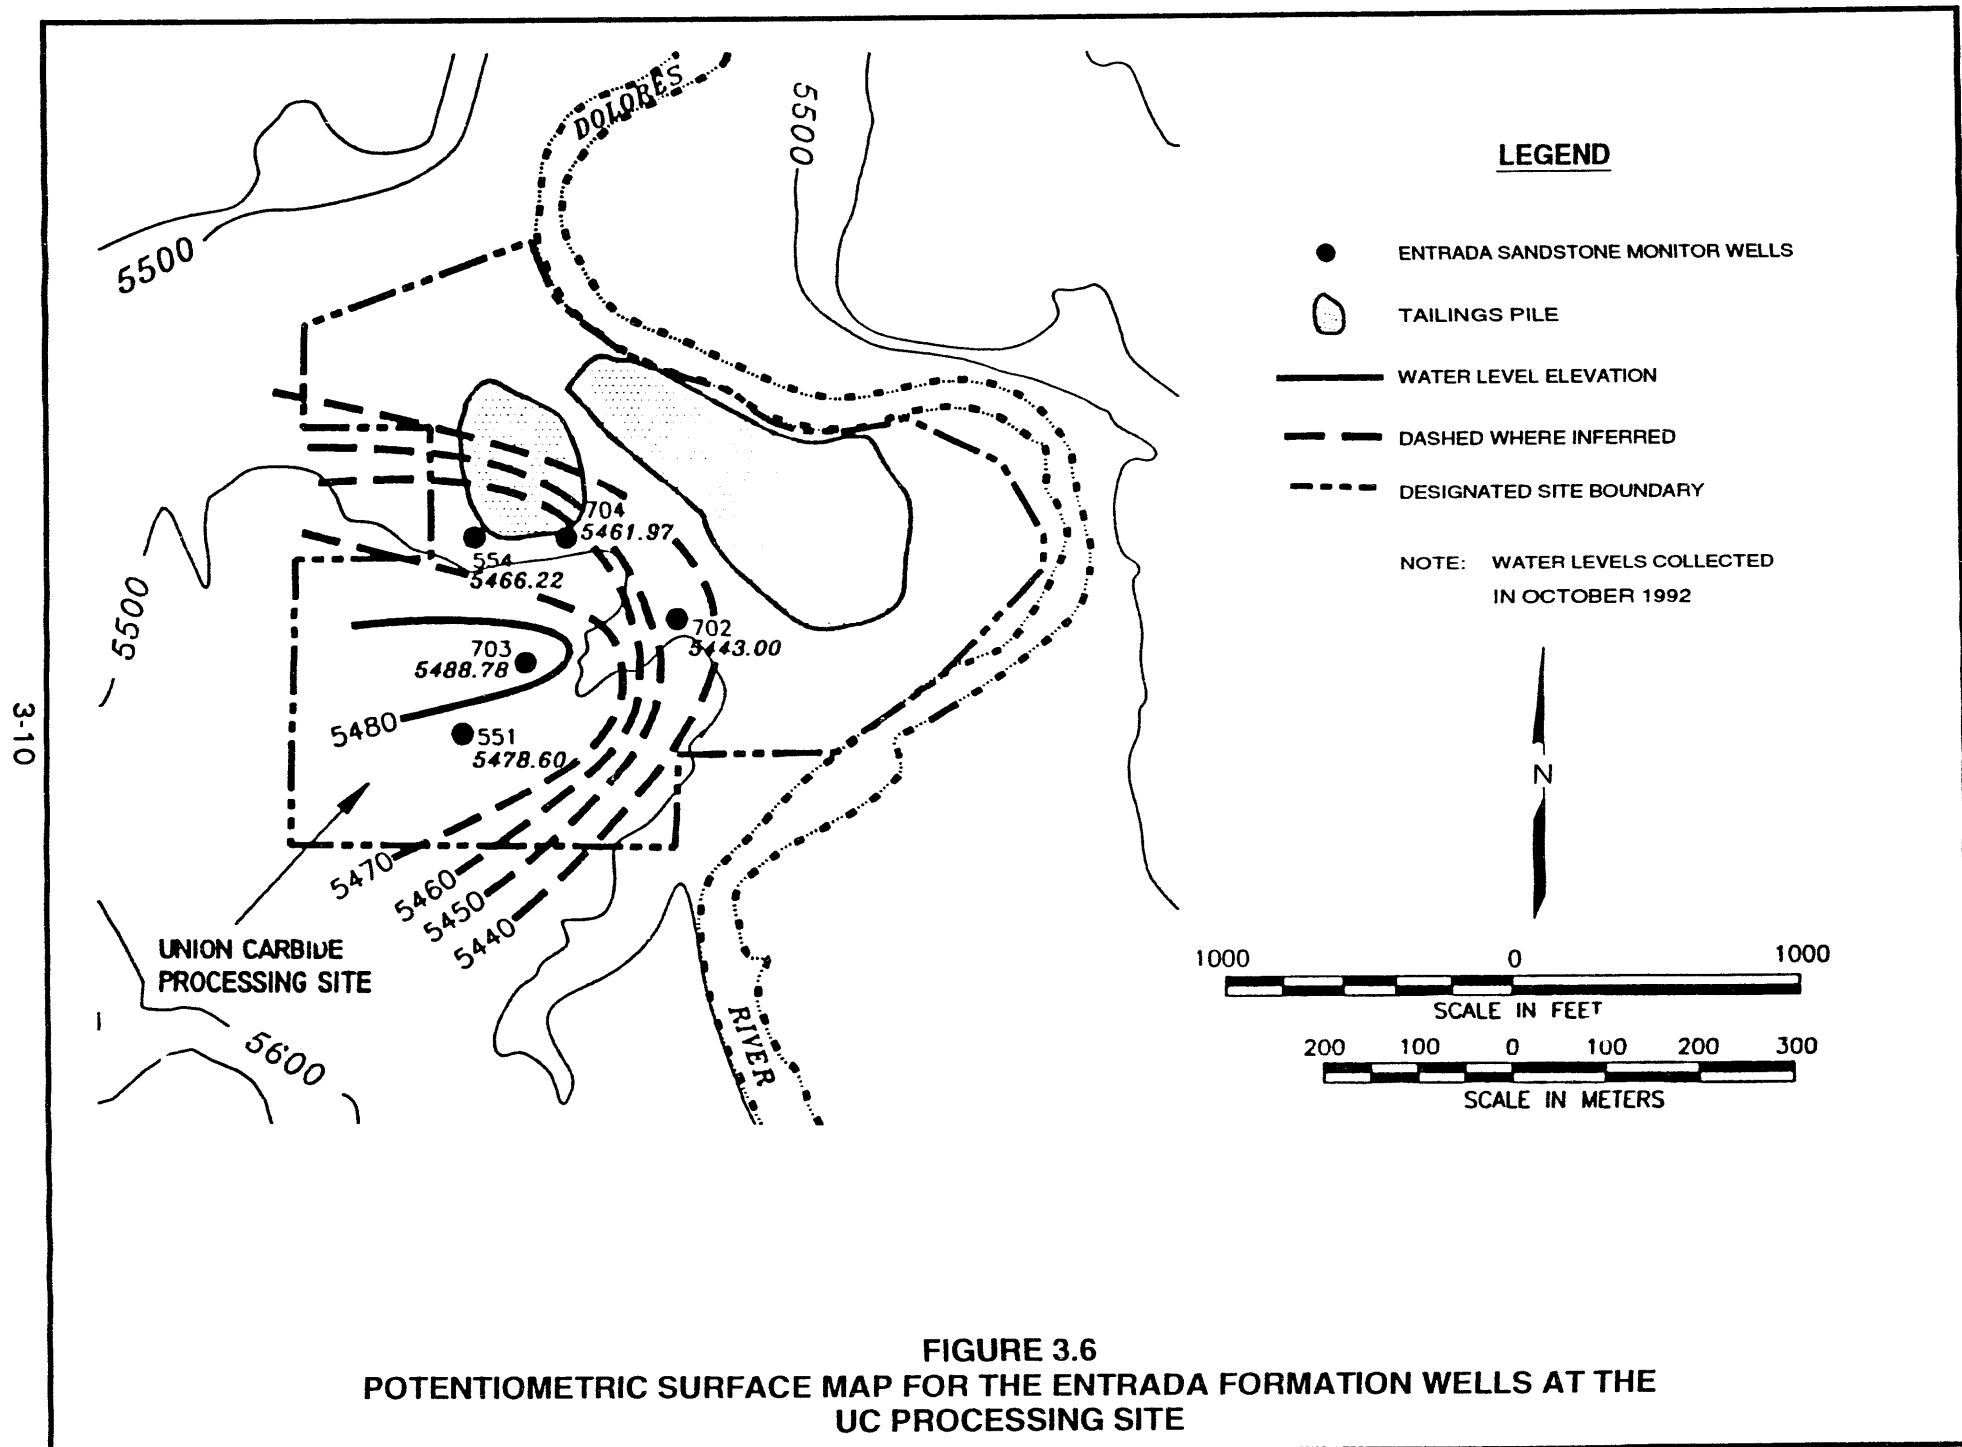 DOLORES
5500
5500
5500
704
5461.97
554
5466.22
702
5443.00
703
5488.78
5480
551
5478.60
5470
5460
5450
5440
UNION CARBIDE
PROCESSING SITE
5600
RIVER
LEGEND
ENTRADA SANDSTONE MONITOR WELLS
TAILINGS PILE
WATER LEVEL ELEVATION
DASHED WHERE INFERRED
DESIGNATED SITE BOUNDARY
NOTE: WATER LEVELS COLLECTED
IN OCTOBER 1992
N
1000 0 1000
SCALE IN FEET
200 100 0 100 200 300
SCALE IN METERS
3-10
FIGURE 3.6
POTENTIOMETRIC SURFACE MAP FOR THE ENTRADA FORMATION WELLS AT THE
UC PROCESSING SITE